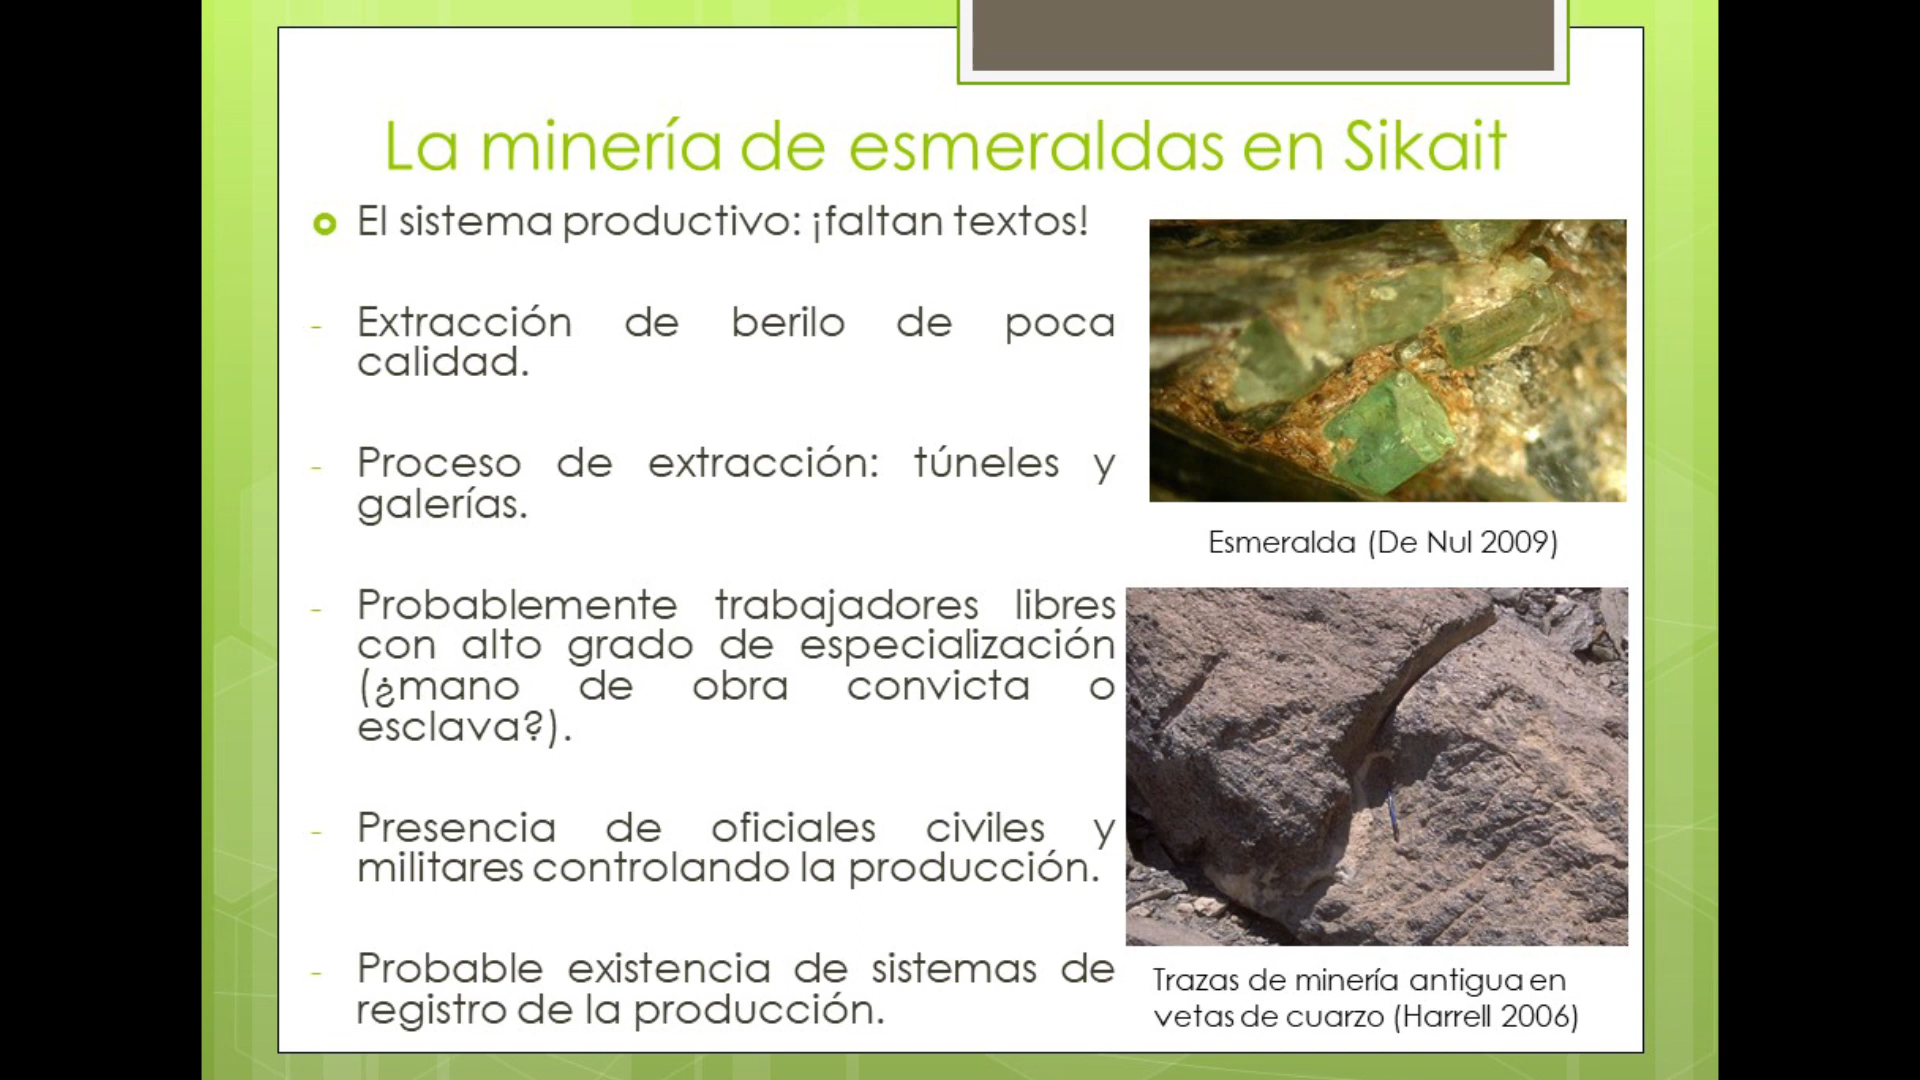 La minería de esmeraldas en Sikait
El sistema productivo: ¡faltan textos!
- Extracción de berilo de poca
calidad.
- Proceso de extracción: túneles y
galerías.
- Probablemente trabajadores libres
con alto grado de especialización
(¿mano de obra convicta o
esclava?).
- Presencia de oficiales civiles y
militares controlando la producción.
- Probable existencia de sistemas de
registro de la producción.
Esmeralda (De Nul 2009)
Trazas de minería antigua en
vetas de cuarzo (Harrell 2006)